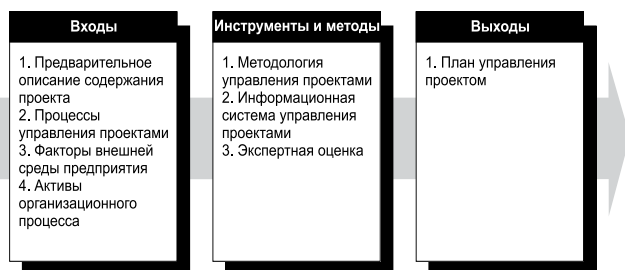 Входы
1. Предварительное
описание содержания
проекта
2. Процессы
управления проектами
3. Факторы внешней
среды предприятия
4. Активы
организационного
процесса
Инструменты и методы
1. Методология
управления проектами
2. Информационная
система управления
проектами
3. Экспертная оценка
Выходы
1. План управления
проектом